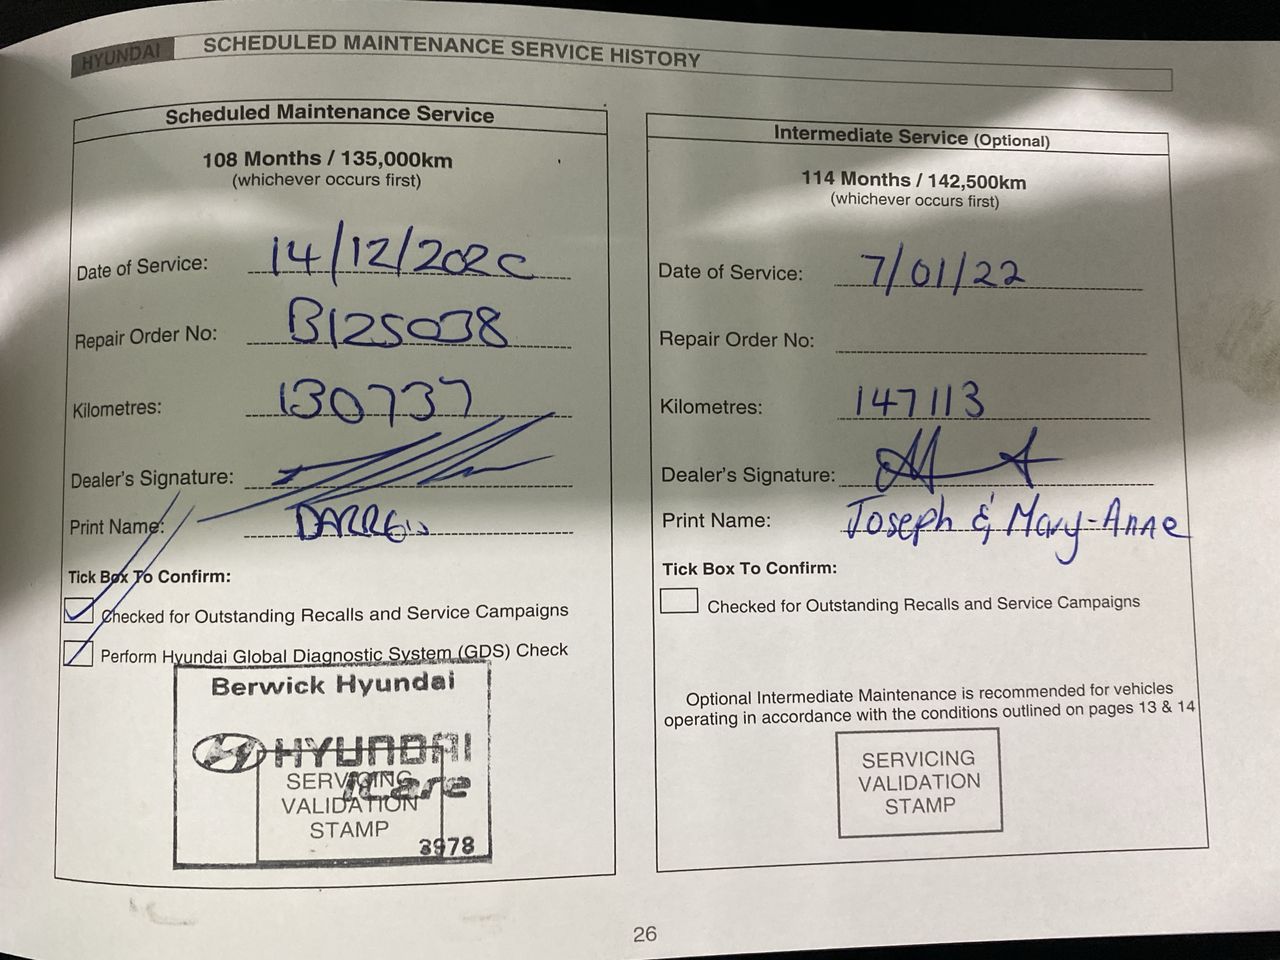 HYUNDAI
SCHEDULED MAINTENANCE SERVICE HISTORY
Scheduled Maintenance Service
108 Months / 135,000km
(whichever occurs first)
Date of Service: 14/12/2020
Repair Order No: B125038
Kilometres: 130737
Dealer's Signature:
Print Name: DARREN
Tick Box To Confirm:
Checked for Outstanding Recalls and Service Campaigns
Perform Hyundai Global Diagnostic System (GDS) Check
Berwick Hyundai
HYUNDAI
iCare
SERVICING
VALIDATION
STAMP
3978
Intermediate Service (Optional)
114 Months / 142,500km
(whichever occurs first)
Date of Service: 7/01/22
Repair Order No:
Kilometres: 147113
Dealer's Signature:
Print Name: Joseph & Mary-Anne
Tick Box To Confirm:
Checked for Outstanding Recalls and Service Campaigns
Optional Intermediate Maintenance is recommended for vehicles
operating in accordance with the conditions outlined on pages 13 & 14
SERVICING
VALIDATION
STAMP
26